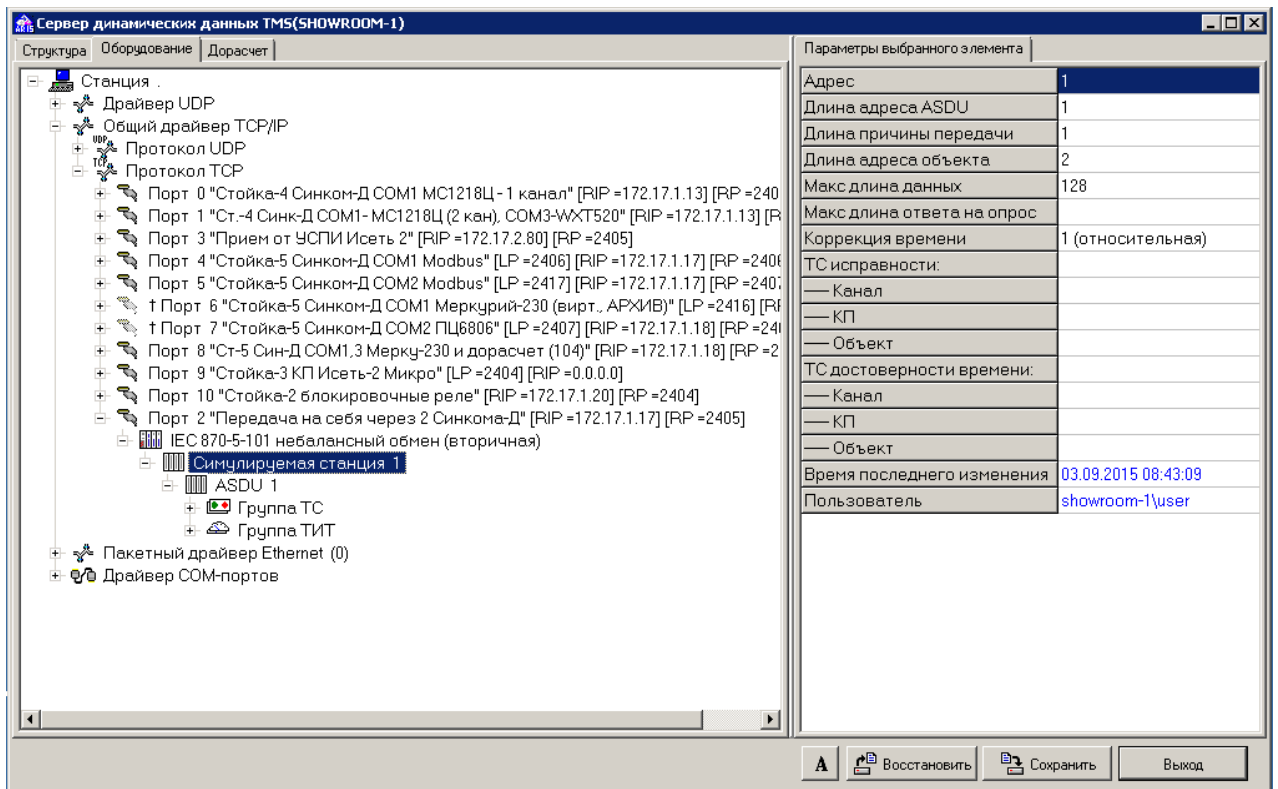 Сервер динамических данных TMS(SHOWROOM-1)
Структура Оборудование Дорасчет
Станция .
Драйвер UDP
Общий драйвер TCP/IP
UDP Протокол UDP
TCP Протокол TCP
Порт 0 "Стойка-4 Синком-Д COM1 МС1218Ц - 1 канал" [RIP =172.17.1.13] [RP =240
Порт 1 "Ст.-4 Синк-Д COM1- МС1218Ц (2 кан), COM3-WXT520" [RIP =172.17.1.13] [R
Порт 3 "Прием от УСПИ Исеть 2" [RIP =172.17.2.80] [RP =2405]
Порт 4 "Стойка-5 Синком-Д COM1 Modbus" [LP =2406] [RIP =172.17.1.17] [RP =2406
Порт 5 "Стойка-5 Синком-Д COM2 Modbus" [LP =2417] [RIP =172.17.1.17] [RP =240
† Порт 6 "Стойка-5 Синком-Д COM1 Меркурий-230 (вирт., АРХИВ)" [LP =2416] [RI
† Порт 7 "Стойка-5 Синком-Д COM2 ПЦ6806" [LP =2407] [RIP =172.17.1.18] [RP =24
Порт 8 "Ст-5 Син-Д COM1,3 Мерку-230 и дорасчет (104)" [RIP =172.17.1.18] [RP =2
Порт 9 "Стойка-3 КП Исеть-2 Микро" [LP =2404] [RIP =0.0.0.0]
Порт 10 "Стойка-2 блокировочные реле" [RIP =172.17.1.20] [RP =2404]
Порт 2 "Передача на себя через 2 Синкома-Д" [RIP =172.17.1.17] [RP =2405]
IEC 870-5-101 небалансный обмен (вторичная)
Симулируемая станция 1
ASDU 1
Группа ТС
Группа ТИТ
Пакетный драйвер Ethernet (0)
Драйвер COM-портов
Параметры выбранного элемента
Адрес 1
Длина адреса ASDU 1
Длина причины передачи 1
Длина адреса объекта 2
Макс длина данных 128
Макс длина ответа на опрос
Коррекция времени 1 (относительная)
ТС исправности:
— Канал
— КП
— Объект
ТС достоверности времени:
— Канал
— КП
— Объект
Время последнего изменения 03.09.2015 08:43:09
Пользователь showroom-1\user
A Восстановить Сохранить Выход